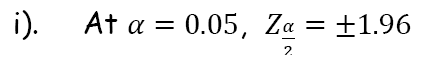 i). At α = 0.05, Z_{α/2} = ±1.96